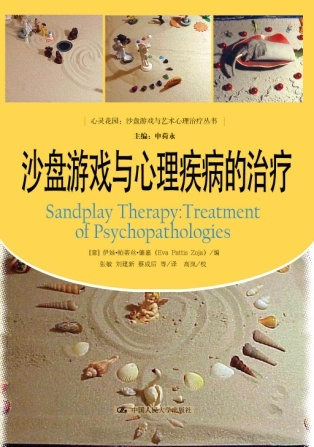 ［ 心灵花园：沙盘游戏与艺术心理治疗丛书 ］
主编：申荷永
沙盘游戏与心理疾病的治疗
Sandplay Therapy:Treatment
of Psychopathologies
伊娃•帕蒂丝•肇嘉（Eva Pattis Zoja）/编
张敏 刘建新 蔡成后 等/译 高岚/校
中国人民大学出版社